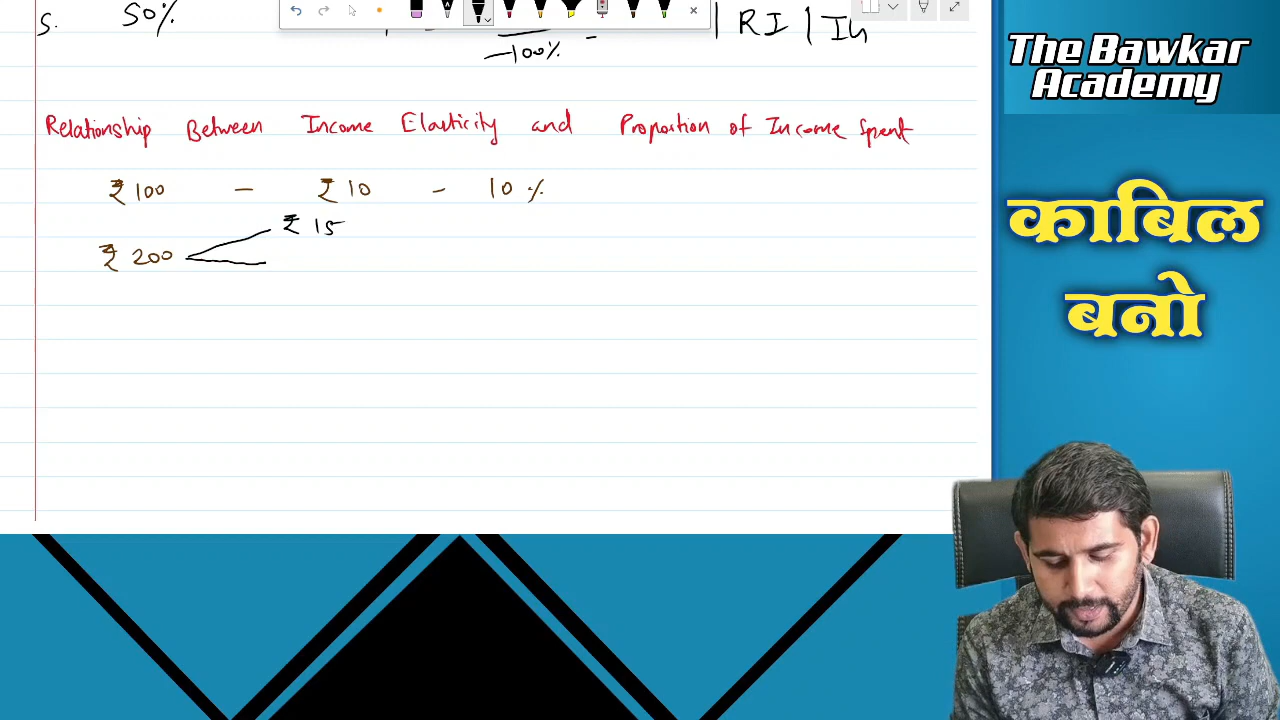 S. 50%
-100%
| RI | In
The Bawkar
Academy
Relationship Between Income Elasticity and Proportion of Income Spent
₹ 100 - ₹ 10 - 10 %
₹ 15
₹ 200
काबिल
बनो